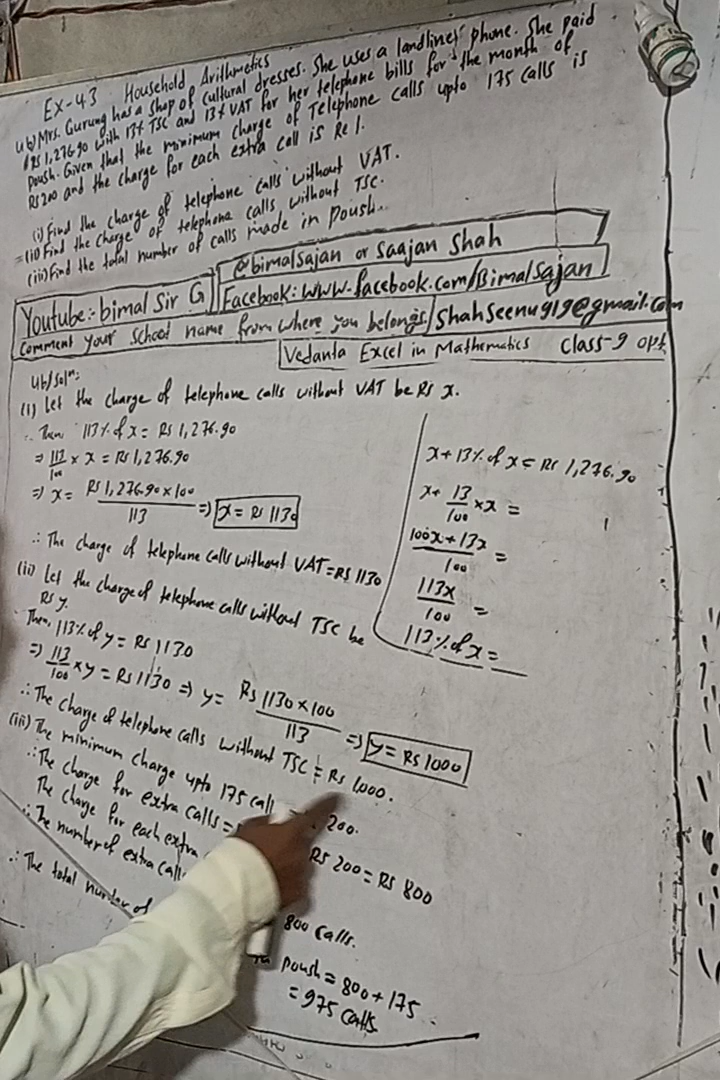 EX-4.3 Household Arithmetics
4.b) Mrs. Gurung has a shop of cultural dresses. She uses a landline phone. She paid
Rs 1,276.90 with 13% TSC and 13% VAT for her telephone bills for the month of
Poush. Given that the minimum charge of Telephone calls upto 175 calls is
Rs 200 and the charge for each extra call is Re 1.
(i) Find the charge of telephone calls without VAT.
(ii) Find the charge of telephone calls without TSC.
(iii) Find the total number of calls made in Poush.
@bimalsajan or Saajan Shah
Youtube:- bimal Sir G
Facebook: www.facebook.com/Bimalsajan
Comment your school name from where you belongs
Shahseenu919@gmail.com
Vedanta Excel in Mathematics Class-9 opt
4.b/Solⁿ:
(i) Let the charge of telephone calls without VAT be Rs x.
∴ Then 113% of x = Rs 1,276.90
⇒ 113/100 × x = Rs 1,276.90
⇒ x = Rs 1,276.90×100/113 ⇒ x = Rs 1130
∴ The charge of telephone calls without VAT = Rs 1130
x + 13% of x = Rs 1,276.90
x + 13/100 × x =
100x + 13x/100 =
113x/100 =
113% of x =
(ii) Let the charge of telephone calls without TSC be
Rs y.
Then, 113% of y = Rs 1130
⇒ 113/100 × y = Rs 1130 ⇒ y = Rs 1130 × 100/113 ⇒ y = Rs 1000
∴ The charge of telephone calls without TSC = Rs 1,000.
(iii) The minimum charge upto 175 call 200.
∴ The charge for extra calls = Rs 200 = Rs 800
The charge for each extra
∴ The number of extra call 800 calls.
∴ The total number of Poush = 800 + 175
= 975 calls